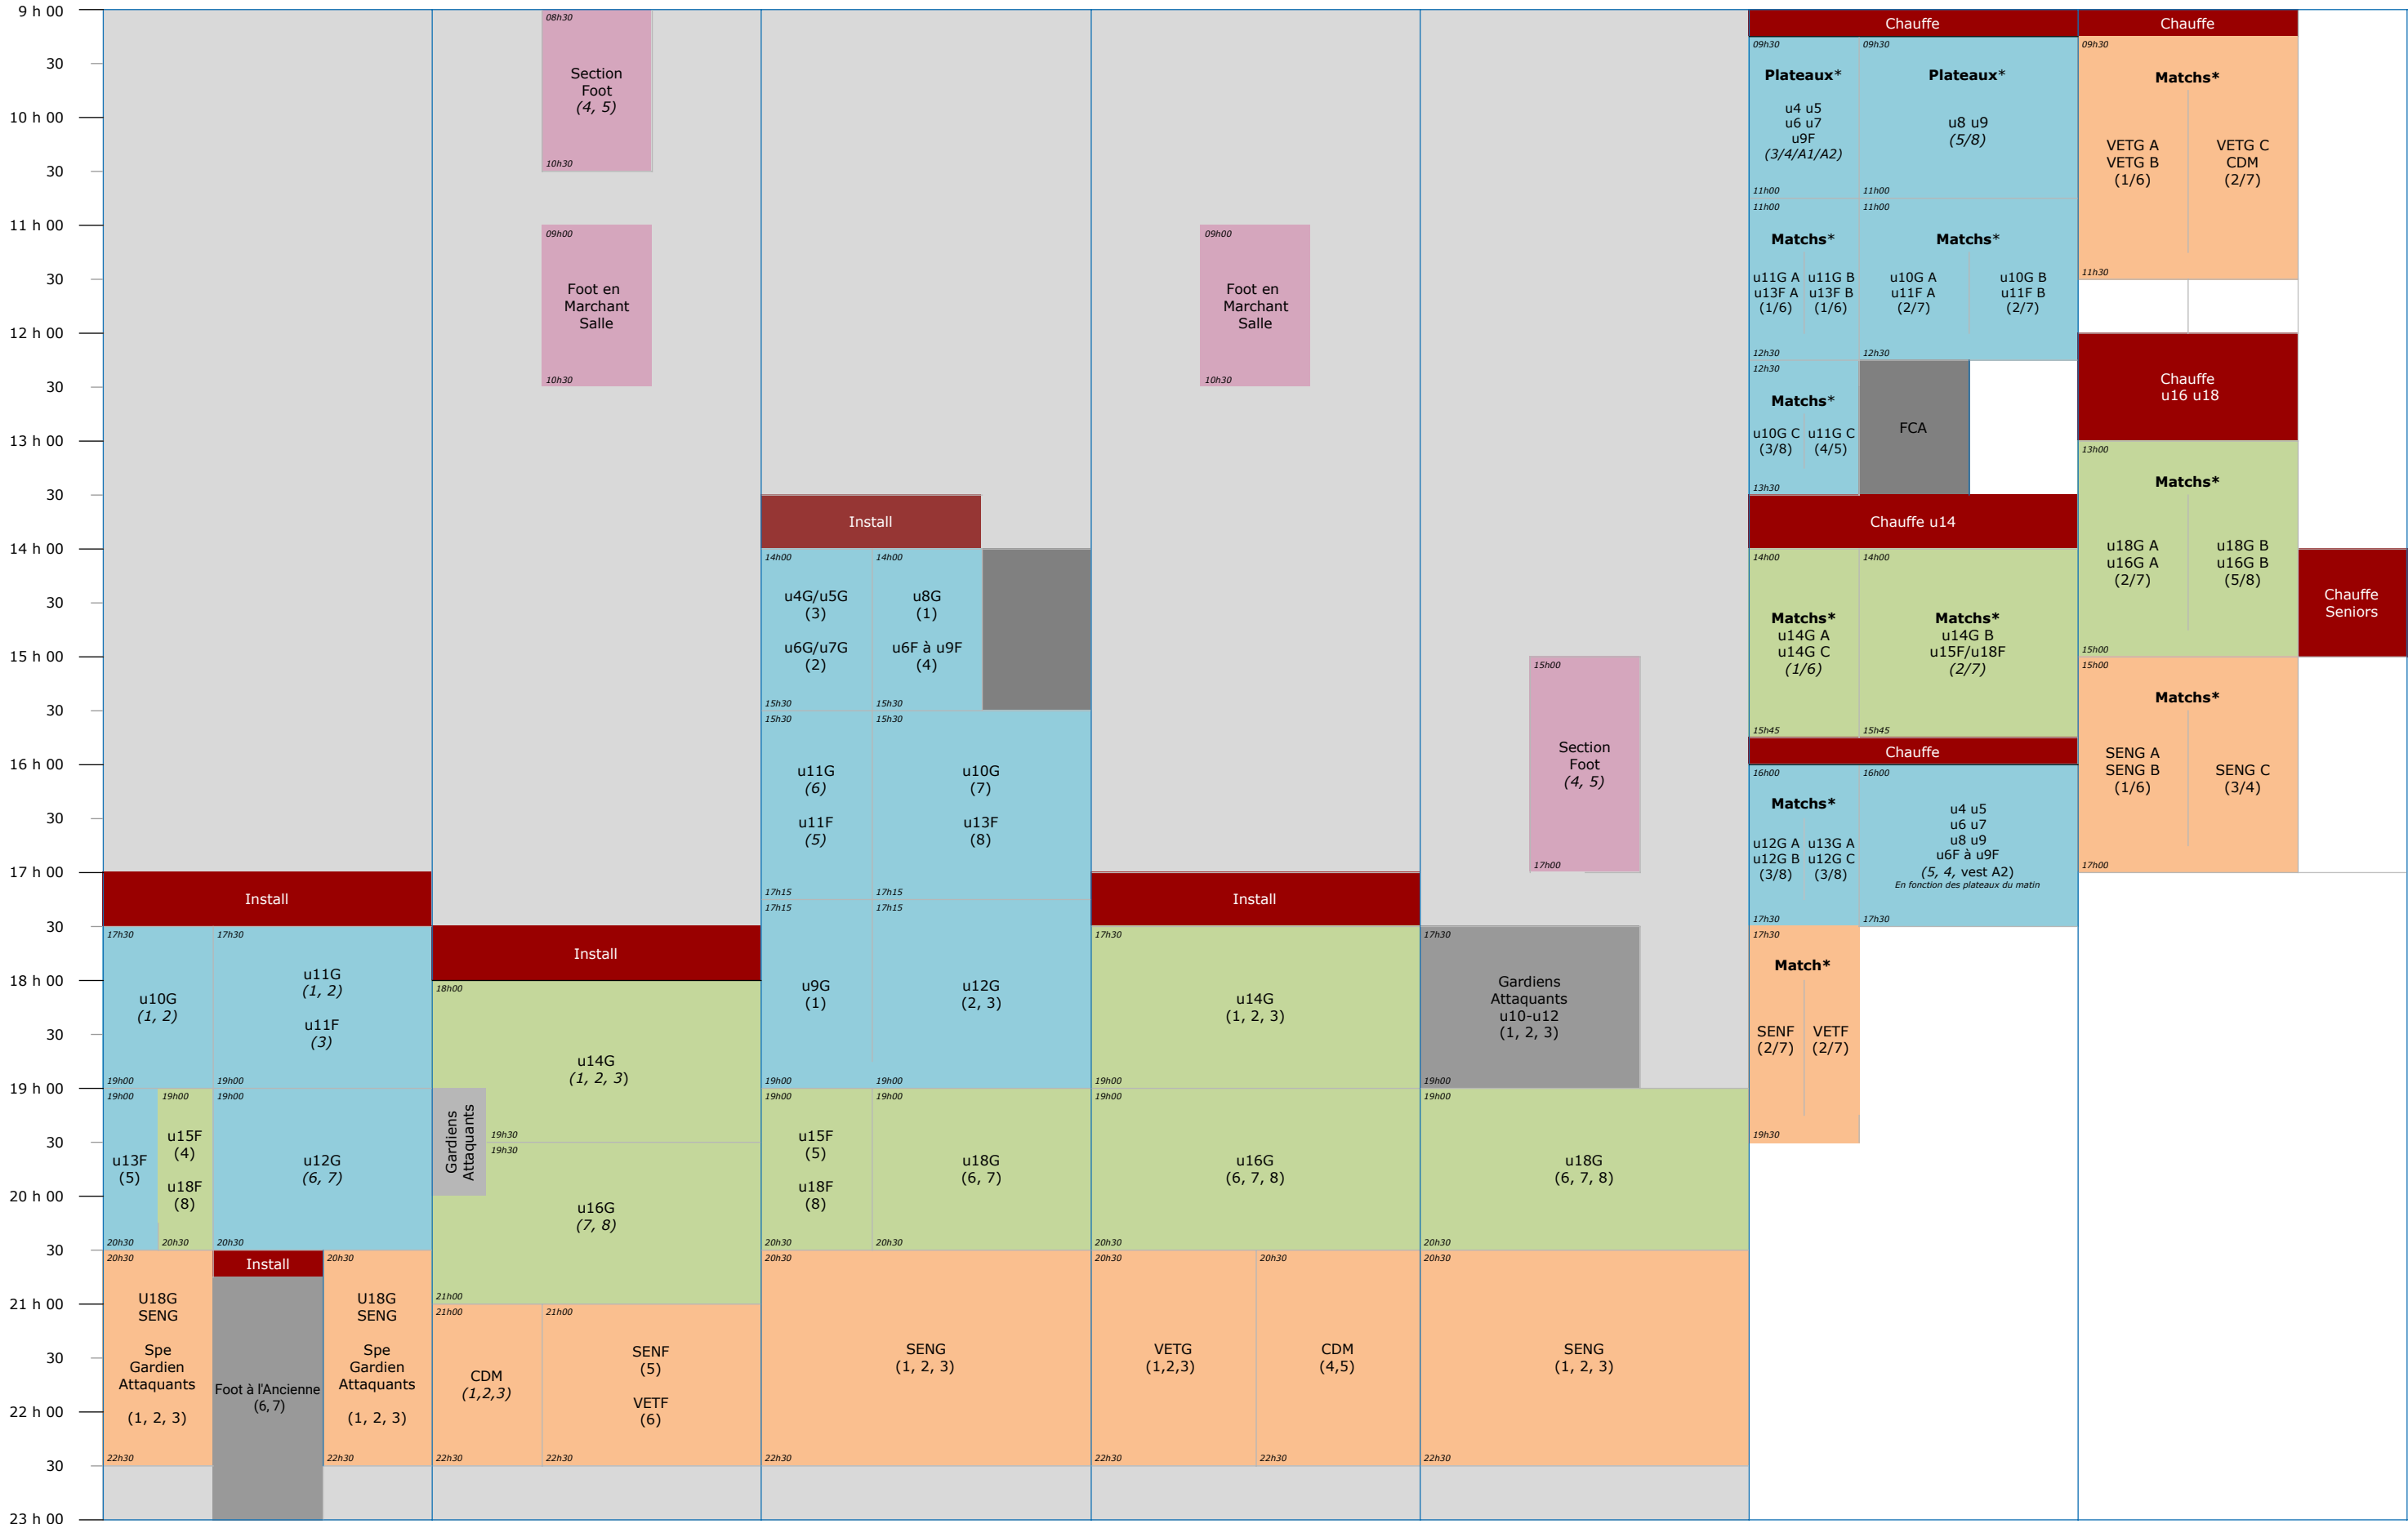 9 h 00
30
10 h 00
30
11 h 00
30
12 h 00
30
13 h 00
30
14 h 00
30
15 h 00
30
16 h 00
30
17 h 00
30
18 h 00
30
19 h 00
30
20 h 00
30
21 h 00
30
22 h 00
30
23 h 00
Install
17h30
u10G
(1, 2)
19h00
17h30
u11G
(1, 2)
u11F
(3)
19h00
19h00
u13F
(5)
20h30
19h00
u15F
(4)
u18F
(8)
20h30
19h00
u12G
(6, 7)
20h30
20h30
U18G
SENG
Spe
Gardien
Attaquants
(1, 2, 3)
22h30
Install
Foot à l'Ancienne
(6, 7)
20h30
U18G
SENG
Spe
Gardien
Attaquants
(1, 2, 3)
22h30
08h30
Section
Foot
(4, 5)
10h30
09h00
Foot en
Marchant
Salle
10h30
Install
18h00
u14G
(1, 2, 3)
19h30
Gardiens
Attaquants
19h30
u16G
(7, 8)
21h00
21h00
CDM
(1,2,3)
22h30
21h00
SENF
(5)
VETF
(6)
22h30
Install
14h00
u4G/u5G
(3)
u6G/u7G
(2)
15h30
14h00
u8G
(1)
u6F à u9F
(4)
15h30
15h30
u11G
(6)
u11F
(5)
17h15
15h30
u10G
(7)
u13F
(8)
17h15
17h15
u9G
(1)
19h00
17h15
u12G
(2, 3)
19h00
19h00
u15F
(5)
u18F
(8)
20h30
19h00
u18G
(6, 7)
20h30
20h30
SENG
(1, 2, 3)
22h30
09h00
Foot en
Marchant
Salle
10h30
Install
17h30
u14G
(1, 2, 3)
19h00
19h00
u16G
(6, 7, 8)
20h30
20h30
VETG
(1,2,3)
22h30
20h30
CDM
(4,5)
22h30
15h00
Section
Foot
(4, 5)
17h00
17h30
Gardiens
Attaquants
u10-u12
(1, 2, 3)
19h00
19h00
u18G
(6, 7, 8)
20h30
20h30
SENG
(1, 2, 3)
22h30
Chauffe
09h30
Plateaux*
u4 u5
u6 u7
u9F
(3/4/A1/A2)
11h00
09h30
Plateaux*
u8 u9
(5/8)
11h00
11h00
Matchs*
u11G A
u13F A
(1/6)
u11G B
u13F B
(1/6)
12h30
11h00
Matchs*
u10G A
u11F A
(2/7)
u10G B
u11F B
(2/7)
12h30
12h30
Matchs*
u10G C
(3/8)
u11G C
(4/5)
13h30
FCA
Chauffe u14
14h00
Matchs*
u14G A
u14G C
(1/6)
15h45
14h00
Matchs*
u14G B
u15F/u18F
(2/7)
15h45
Chauffe
16h00
Matchs*
u12G A
u12G B
(3/8)
u13G A
u12G C
(3/8)
17h30
16h00
u4 u5
u6 u7
u8 u9
u6F à u9F
(5, 4, vest A2)
En fonction des plateaux du matin
17h30
17h30
Match*
SENF
(2/7)
VETF
(2/7)
19h30
Chauffe
09h30
Matchs*
VETG A
VETG B
(1/6)
VETG C
CDM
(2/7)
11h30
Chauffe
u16 u18
13h00
Matchs*
u18G A
u16G A
(2/7)
u18G B
u16G B
(5/8)
15h00
Chauffe
Seniors
15h00
Matchs*
SENG A
SENG B
(1/6)
SENG C
(3/4)
17h00